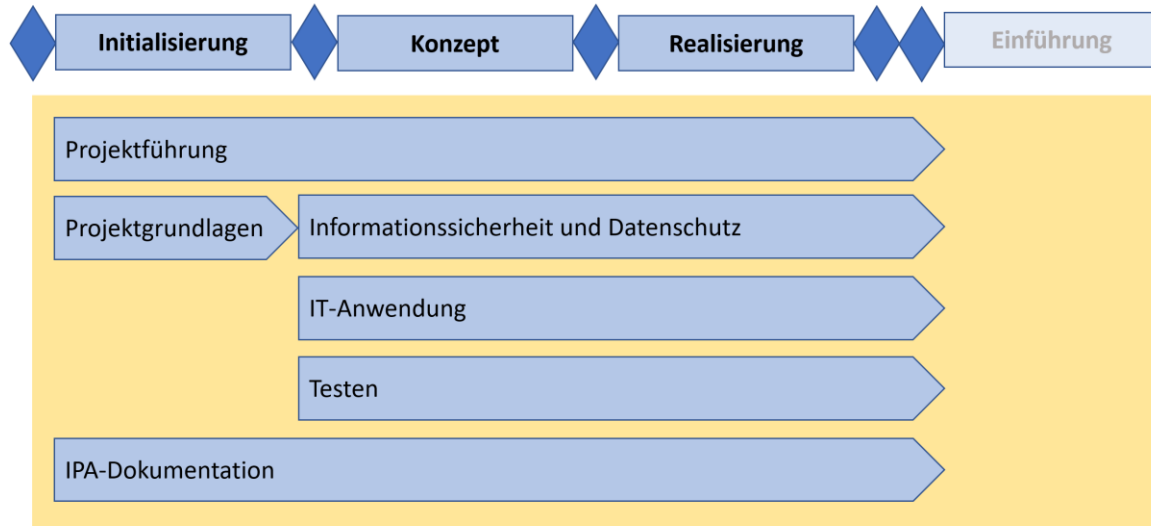 Initialisierung
Konzept
Realisierung
Einführung
Projektführung
Projektgrundlagen
Informationssicherheit und Datenschutz
IT-Anwendung
Testen
IPA-Dokumentation